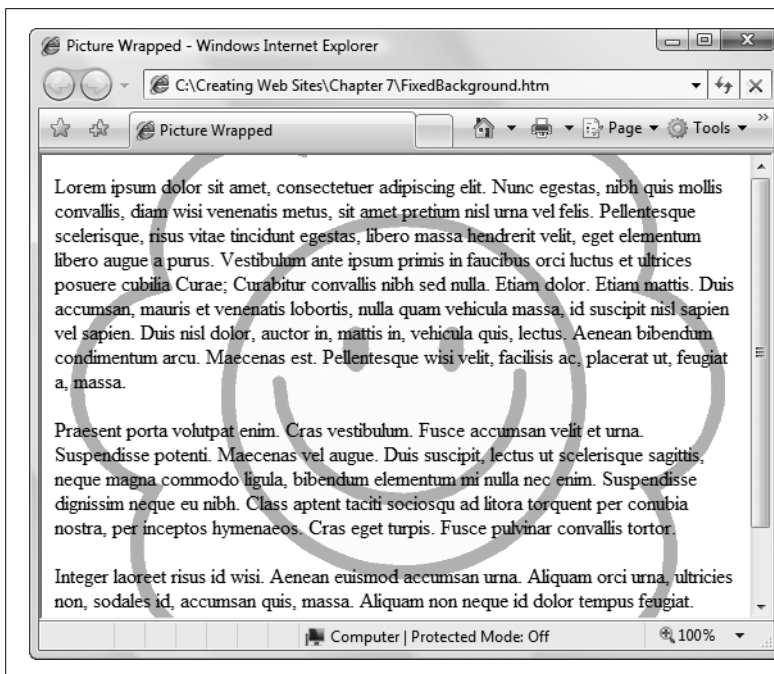 Picture Wrapped - Windows Internet Explorer
C:\Creating Web Sites\Chapter 7\FixedBackground.htm
Picture Wrapped
Page
Tools
»
Lorem ipsum dolor sit amet, consectetuer adipiscing elit. Nunc egestas, nibh quis mollis
convallis, diam wisi venenatis metus, sit amet pretium nisl urna vel felis. Pellentesque
scelerisque, risus vitae tincidunt egestas, libero massa hendrerit velit, eget elementum
libero augue a purus. Vestibulum ante ipsum primis in faucibus orci luctus et ultrices
posuere cubilia Curae; Curabitur convallis nibh sed nulla. Etiam dolor. Etiam mattis. Duis
accumsan, mauris et venenatis lobortis, nulla quam vehicula massa, id suscipit nisl sapien
vel sapien. Duis nisl dolor, auctor in, mattis in, vehicula quis, lectus. Aenean bibendum
condimentum arcu. Maecenas est. Pellentesque wisi velit, facilisis ac, placerat ut, feugiat
a, massa.
Praesent porta volutpat enim. Cras vestibulum. Fusce accumsan velit et urna.
Suspendisse potenti. Maecenas vel augue. Duis suscipit, lectus ut scelerisque sagittis,
neque magna commodo ligula, bibendum elementum mi nulla nec enim. Suspendisse
dignissim neque eu nibh. Class aptent taciti sociosqu ad litora torquent per conubia
nostra, per inceptos hymenaeos. Cras eget turpis. Fusce pulvinar convallis tortor.
Integer laoreet risus id wisi. Aenean euismod accumsan urna. Aliquam orci urna, ultricies
non, sodales id, accumsan quis, massa. Aliquam non neque id dolor tempus feugiat.
Computer | Protected Mode: Off
100%